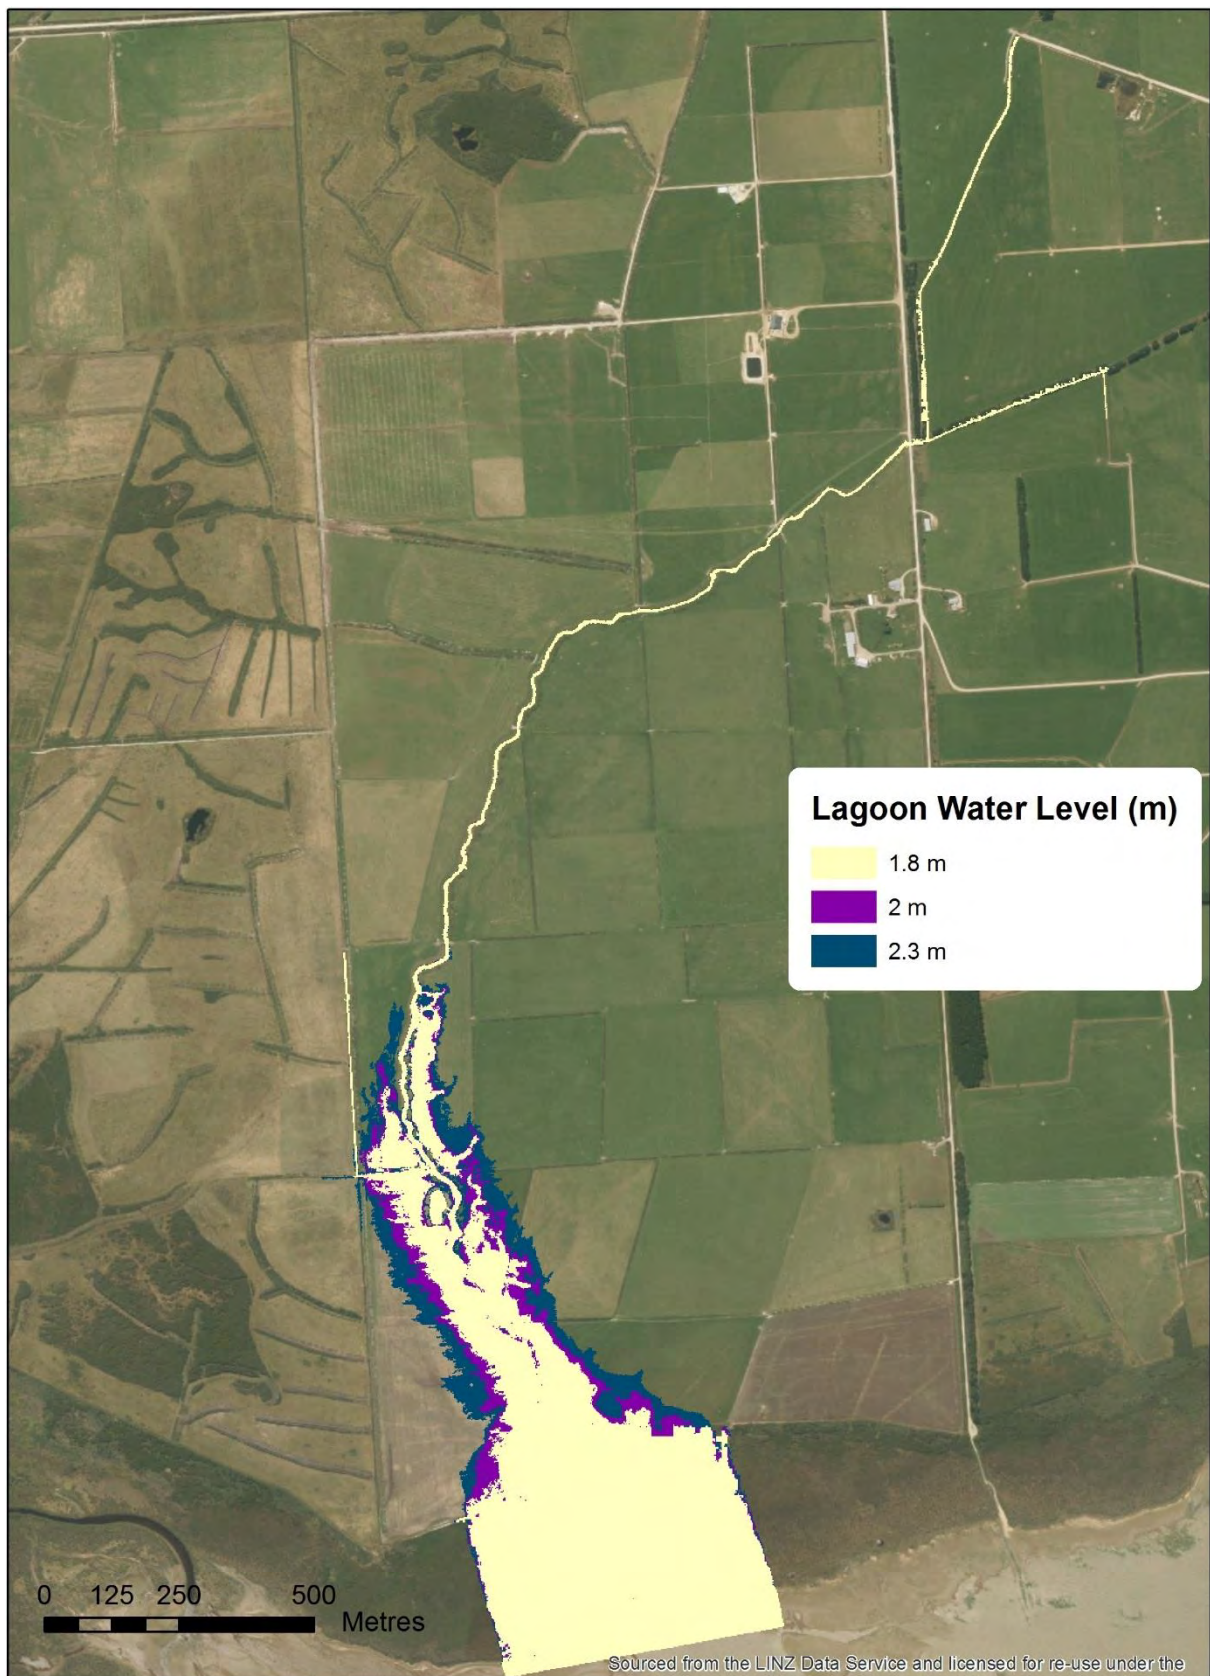 Lagoon Water Level (m)
1.8 m
2 m
2.3 m
0 125 250 500
Metres
Sourced from the LINZ Data Service and licensed for re-use under the